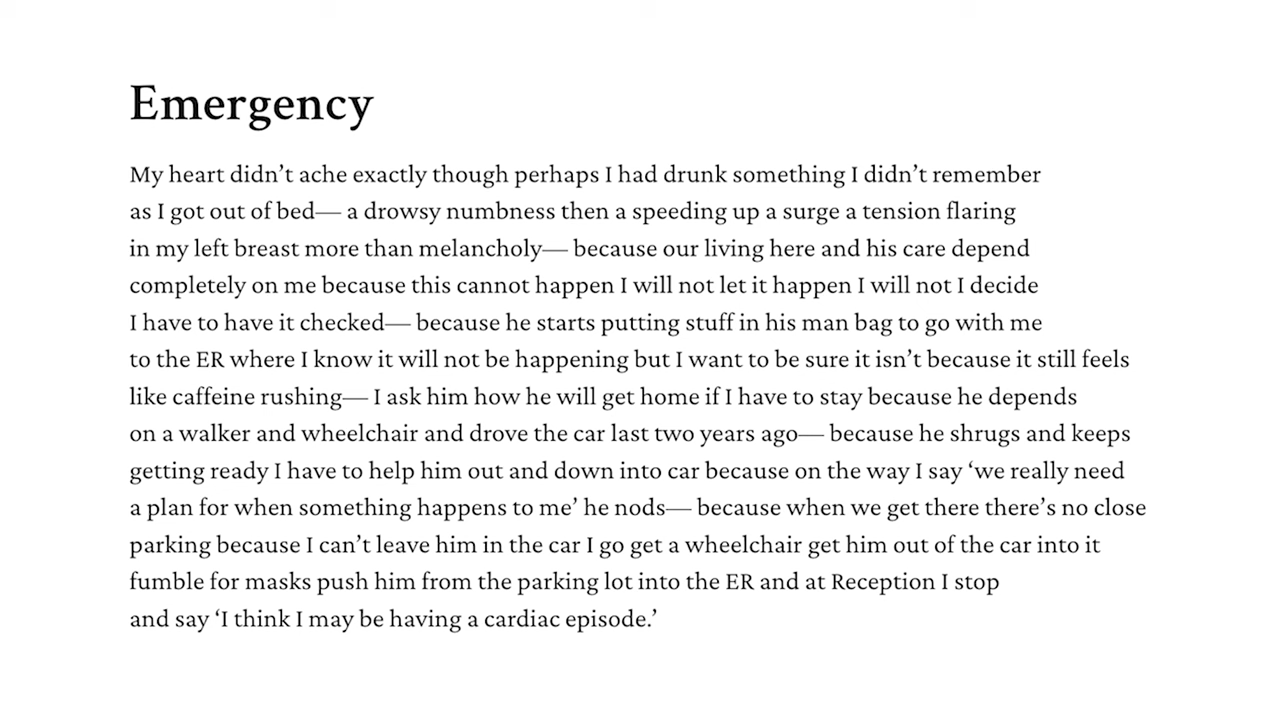 Emergency
My heart didn’t ache exactly though perhaps I had drunk something I didn’t remember
as I got out of bed— a drowsy numbness then a speeding up a surge a tension flaring
in my left breast more than melancholy— because our living here and his care depend
completely on me because this cannot happen I will not let it happen I will not I decide
I have to have it checked— because he starts putting stuff in his man bag to go with me
to the ER where I know it will not be happening but I want to be sure it isn’t because it still feels
like caffeine rushing— I ask him how he will get home if I have to stay because he depends
on a walker and wheelchair and drove the car last two years ago— because he shrugs and keeps
getting ready I have to help him out and down into car because on the way I say ‘we really need
a plan for when something happens to me’ he nods— because when we get there there’s no close
parking because I can’t leave him in the car I go get a wheelchair get him out of the car into it
fumble for masks push him from the parking lot into the ER and at Reception I stop
and say ‘I think I may be having a cardiac episode.’